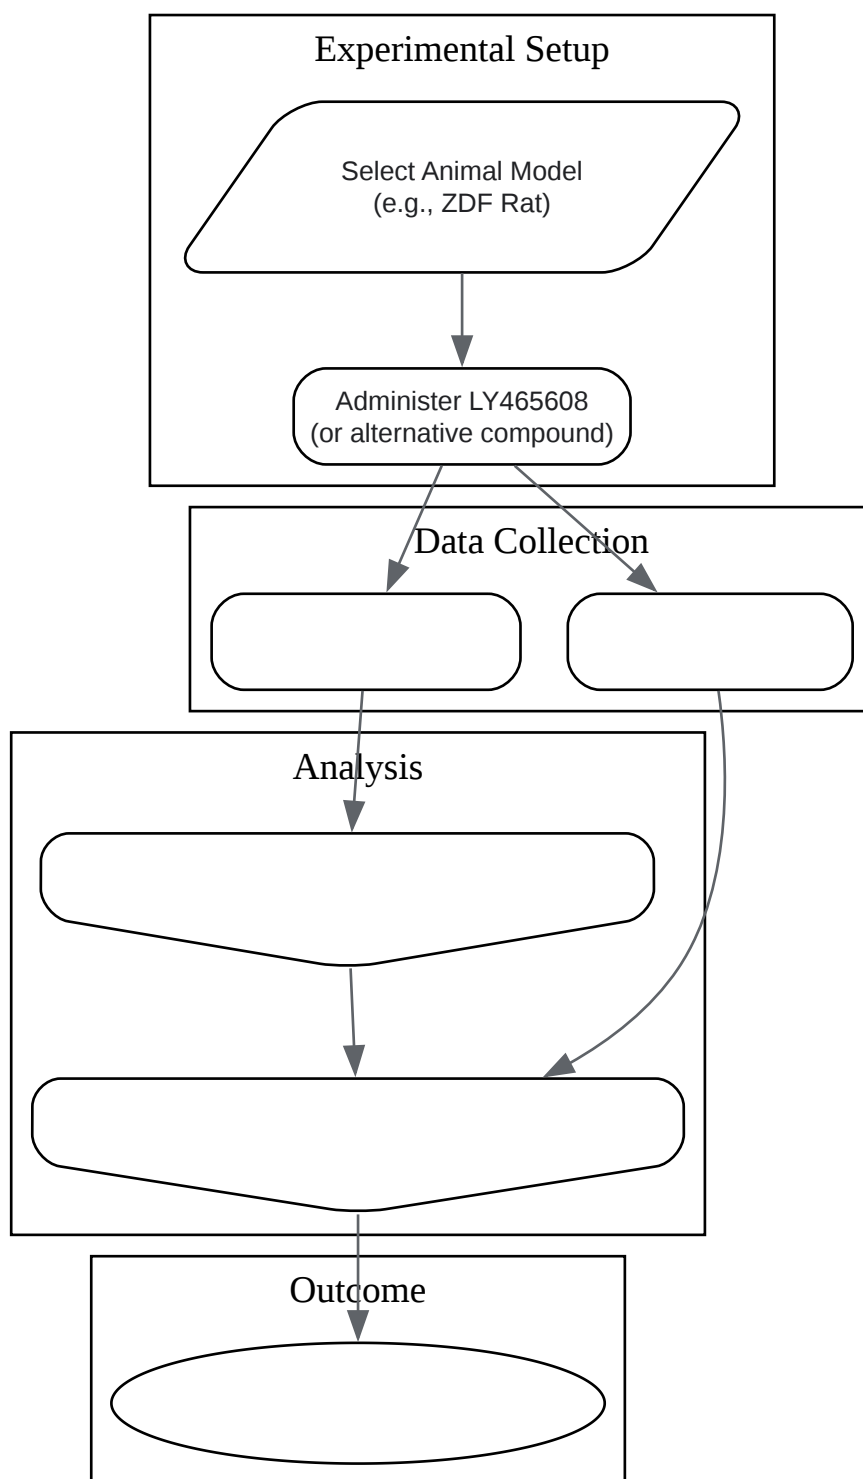 Experimental Setup
Select Animal Model
(e.g., ZDF Rat)
Administer LY465608
(or alternative compound)
Data Collection
Analysis
Outcome